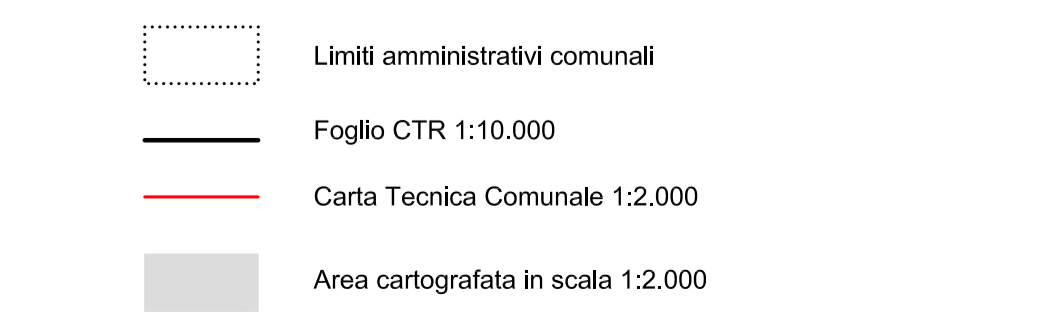 Limiti amministrativi comunali
Foglio CTR 1:10.000
Carta Tecnica Comunale 1:2.000
Area cartografata in scala 1:2.000